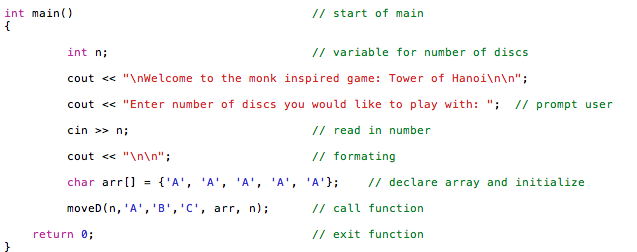 int main() // start of main
{
int n; // variable for number of discs
cout << "\nWelcome to the monk inspired game: Tower of Hanoi\n\n";
cout << "Enter number of discs you would like to play with: "; // prompt user
cin >> n; // read in number
cout << "\n\n"; // formating
char arr[] = {'A', 'A', 'A', 'A', 'A'}; // declare array and initialize
moveD(n,'A','B','C', arr, n); // call function
return 0; // exit function
}